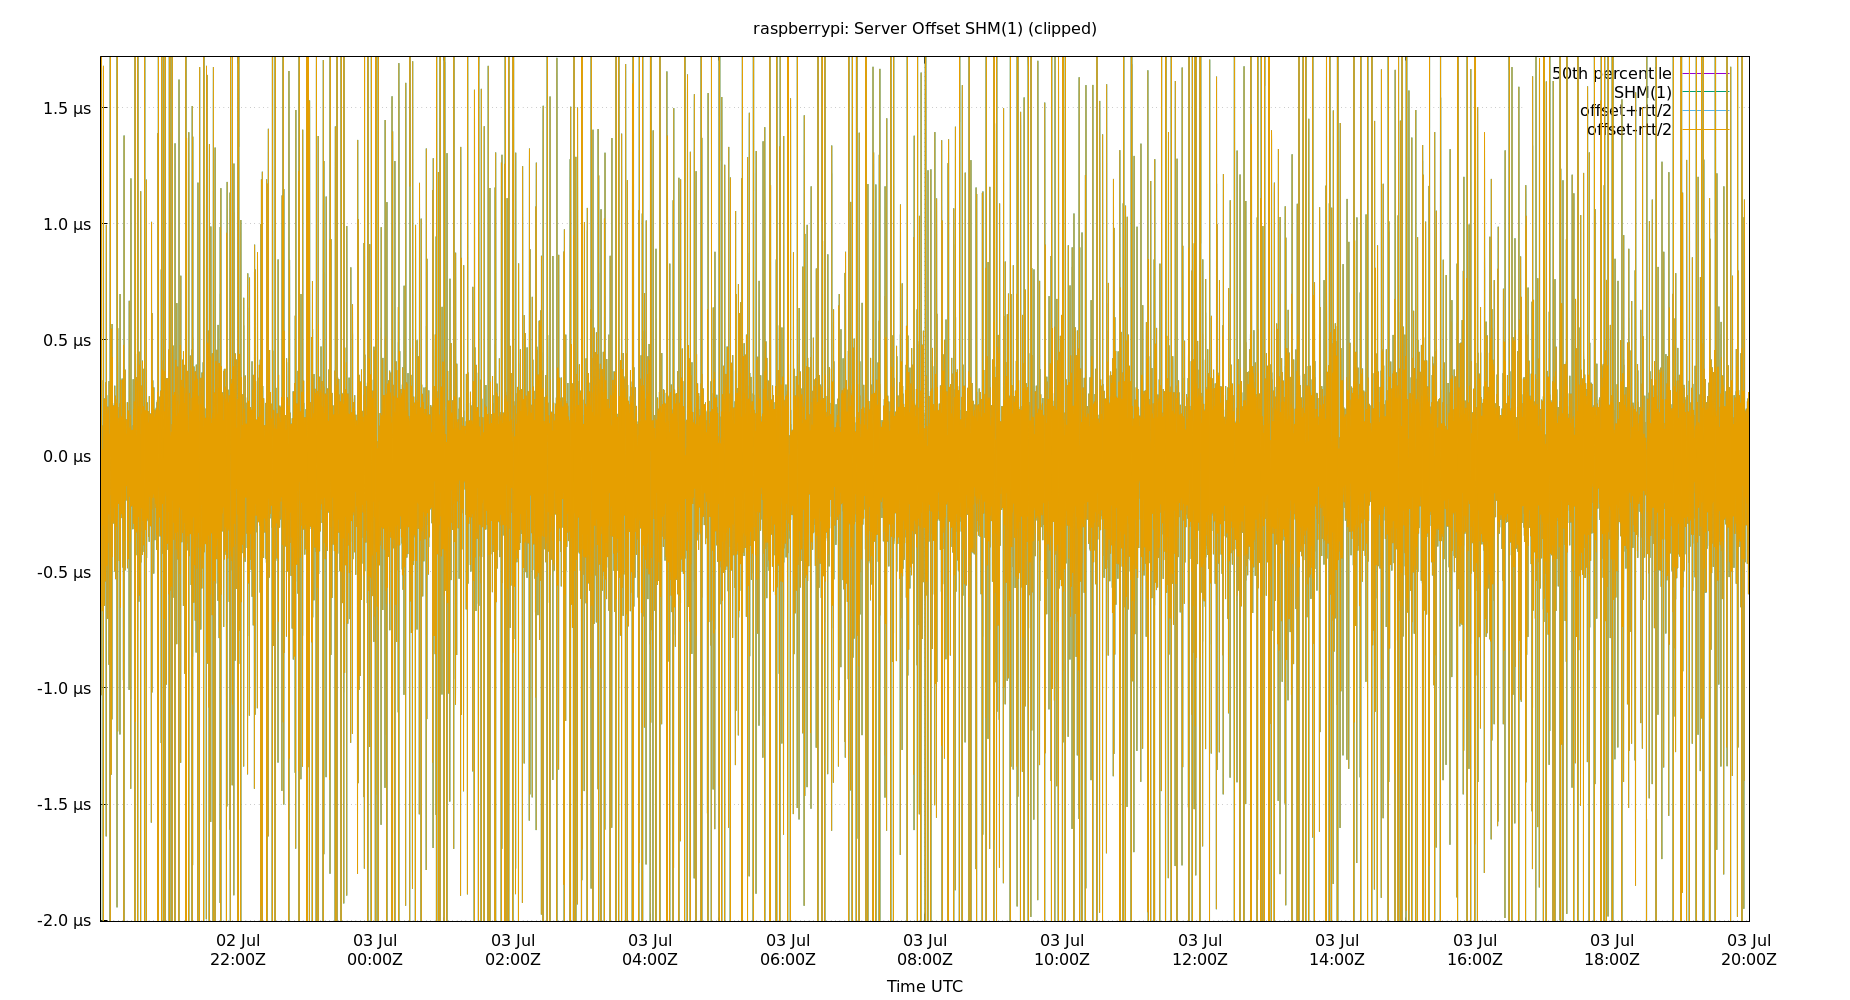 raspberrypi: Server Offset SHM(1) (clipped)
50th percentile
SHM(1)
offset+rtt/2
offset-rtt/2
1.5 µs
1.0 µs
0.5 µs
0.0 µs
-0.5 µs
-1.0 µs
-1.5 µs
-2.0 µs
02 Jul 03 Jul 03 Jul 03 Jul 03 Jul 03 Jul 03 Jul 03 Jul 03 Jul 03 Jul 03 Jul 03 Jul
22:00Z 00:00Z 02:00Z 04:00Z 06:00Z 08:00Z 10:00Z 12:00Z 14:00Z 16:00Z 18:00Z 20:00Z
Time UTC